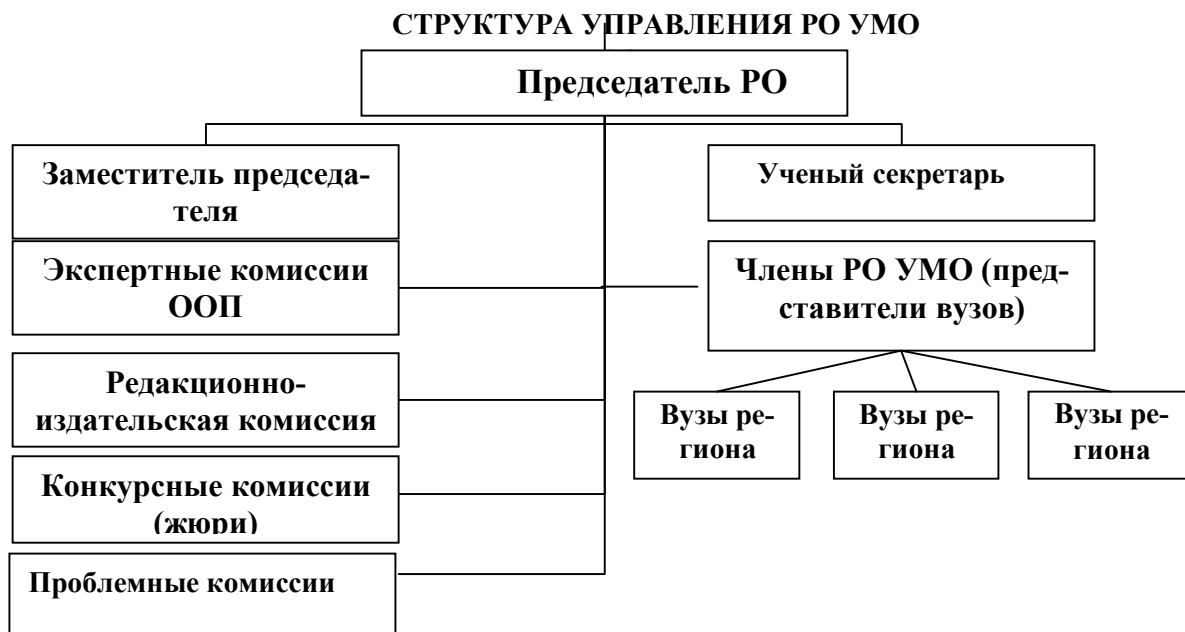 СТРУКТУРА УПРАВЛЕНИЯ РО УМО
Председатель РО
Заместитель председа-
теля
Ученый секретарь
Экспертные комиссии
ООП
Члены РО УМО (пред-
ставители вузов)
Редакционно-
издательская комиссия
Вузы ре-
гиона
Вузы ре-
гиона
Вузы ре-
гиона
Конкурсные комиссии
(жюри)
Проблемные комиссии